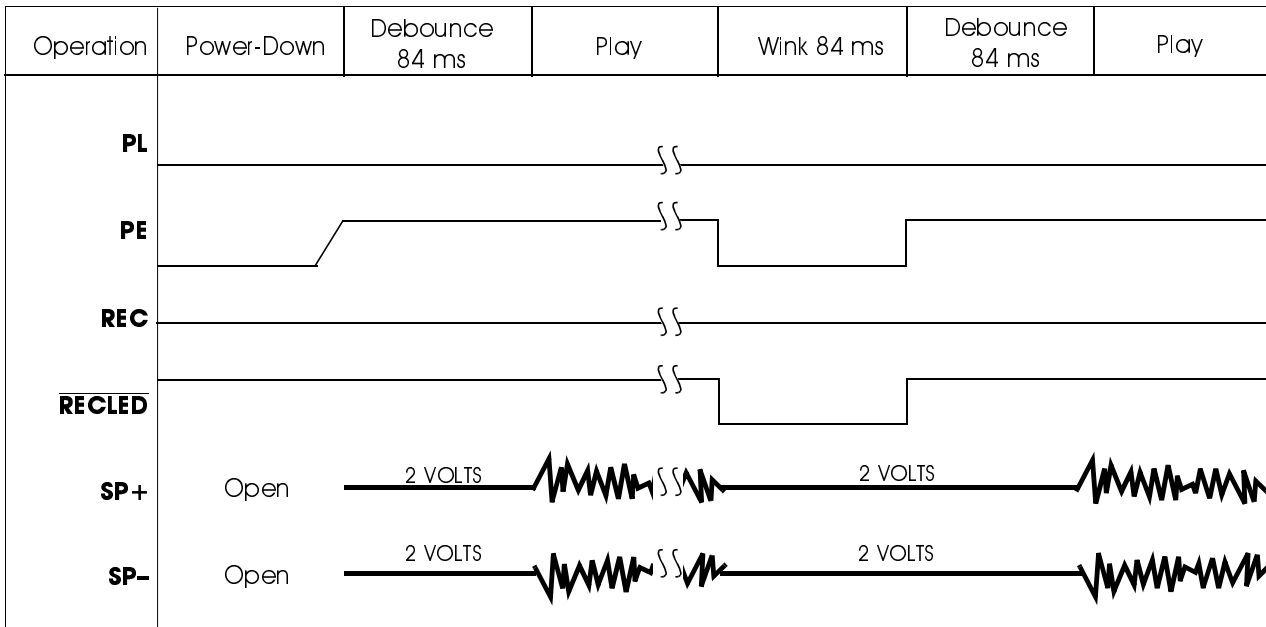 Operation
Power-Down
Debounce
84 ms
Play
Wink 84 ms
Debounce
84 ms
Play
PL
PE
REC
RECLED
SP+
Open
2 VOLTS
2 VOLTS
SP–
Open
2 VOLTS
2 VOLTS